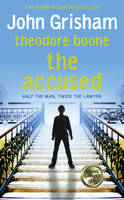 THE NUMBER ONE BESTSELLER
John Grisham
theodore boone
the accused
HALF THE MAN, TWICE THE LAWYER